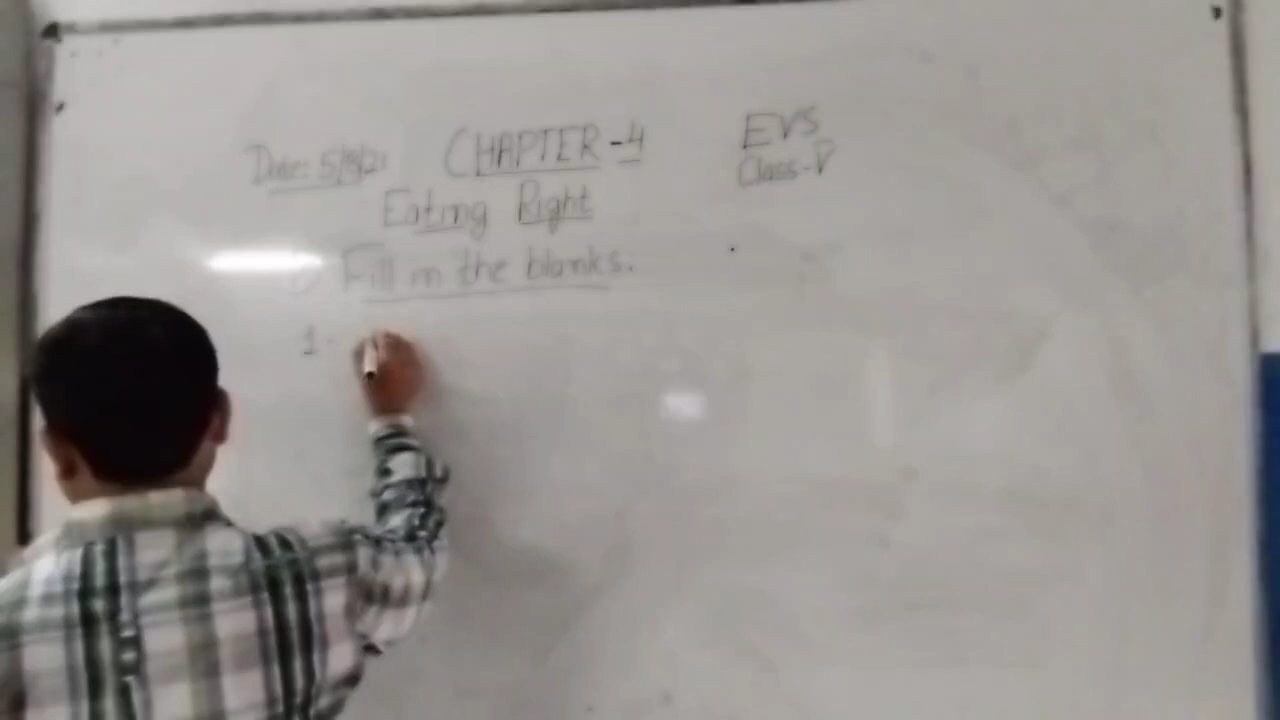 Date: 5/8/21 CHAPTER-4 EVS
Class-V
Eating Right
Fill in the blanks.
1.